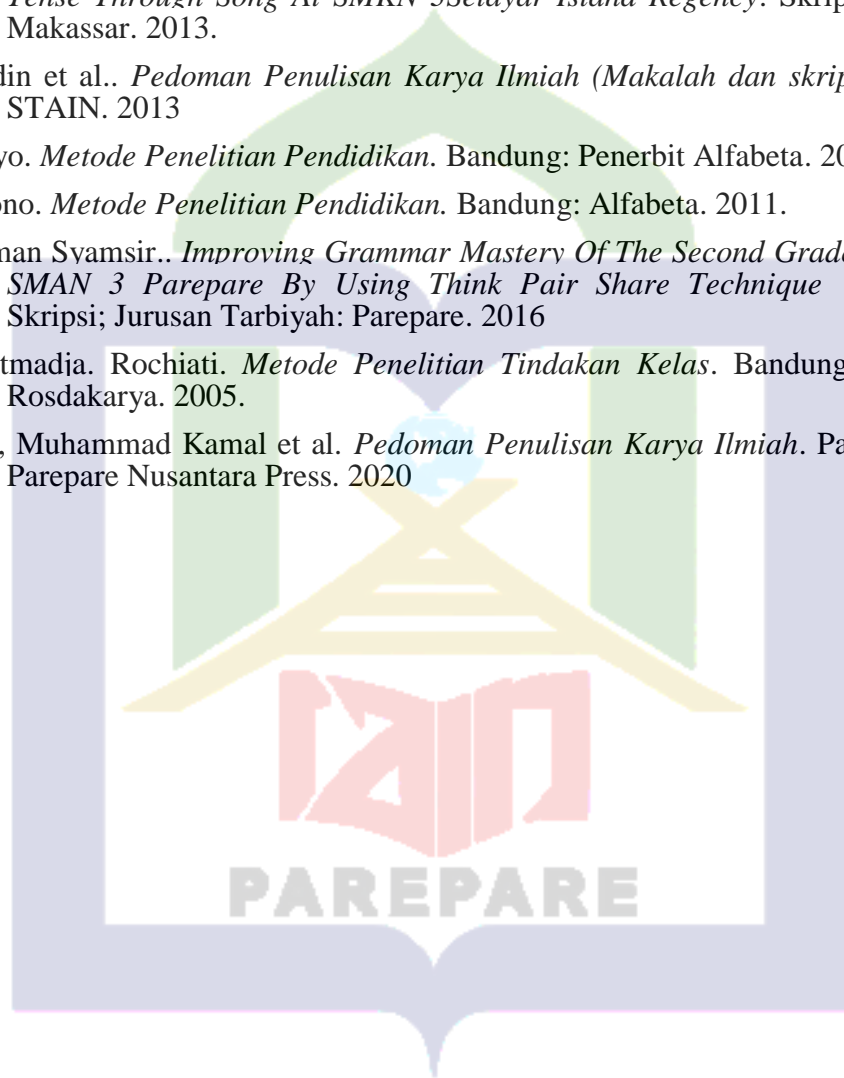 Tense Through Song At SMKN 5Selayar Island Regency. Skrip
Makassar. 2013.
din et al.. Pedoman Penulisan Karya Ilmiah (Makalah dan skrip
STAIN. 2013
yo. Metode Penelitian Pendidikan. Bandung: Penerbit Alfabeta. 20
ono. Metode Penelitian Pendidikan. Bandung: Alfabeta. 2011.
man Syamsir.. Improving Grammar Mastery Of The Second Grade
SMAN 3 Parepare By Using Think Pair Share Technique
Skripsi; Jurusan Tarbiyah: Parepare. 2016
tmadja. Rochiati. Metode Penelitian Tindakan Kelas. Bandung
Rosdakarya. 2005.
, Muhammad Kamal et al. Pedoman Penulisan Karya Ilmiah. Pa
Parepare Nusantara Press. 2020
iain
PAREPARE